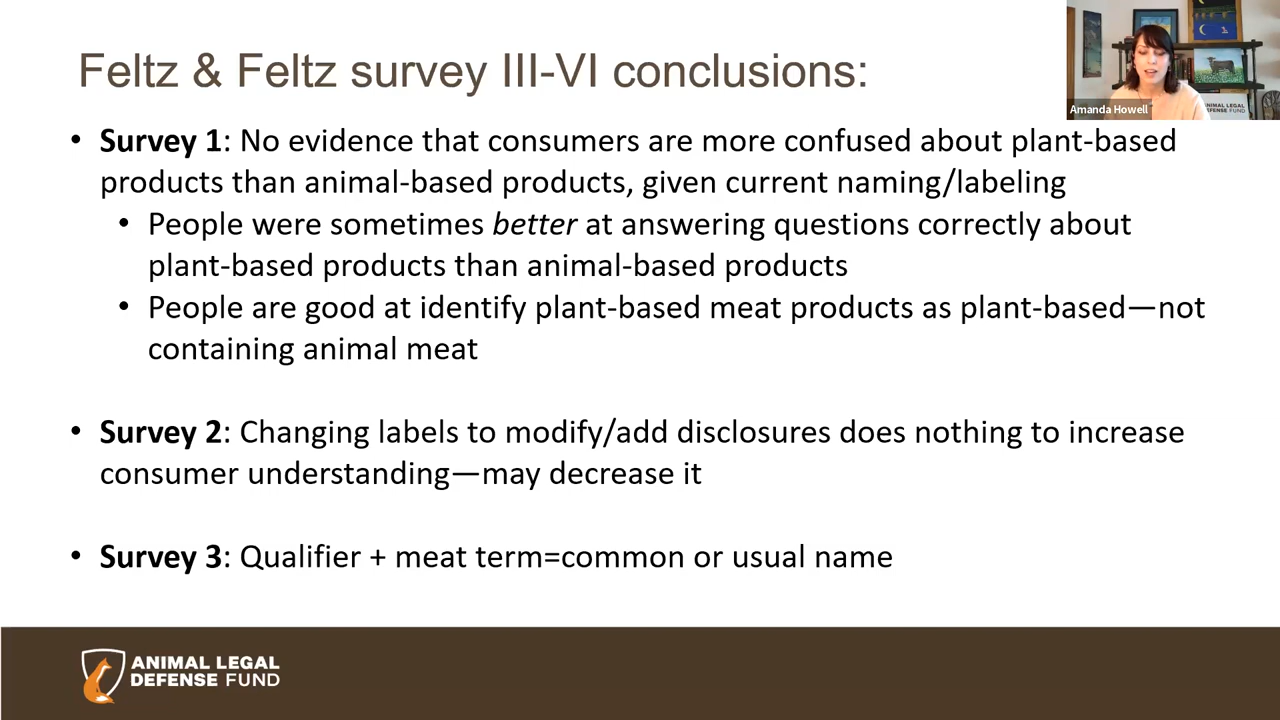 Feltz & Feltz survey III-VI conclusions:
Amanda Howell
ANIMAL LEGAL
DEFENSE FUND
• Survey 1: No evidence that consumers are more confused about plant-based
products than animal-based products, given current naming/labeling
• People were sometimes better at answering questions correctly about
plant-based products than animal-based products
• People are good at identify plant-based meat products as plant-based—not
containing animal meat
• Survey 2: Changing labels to modify/add disclosures does nothing to increase
consumer understanding—may decrease it
• Survey 3: Qualifier + meat term=common or usual name
ANIMAL LEGAL
DEFENSE FUND